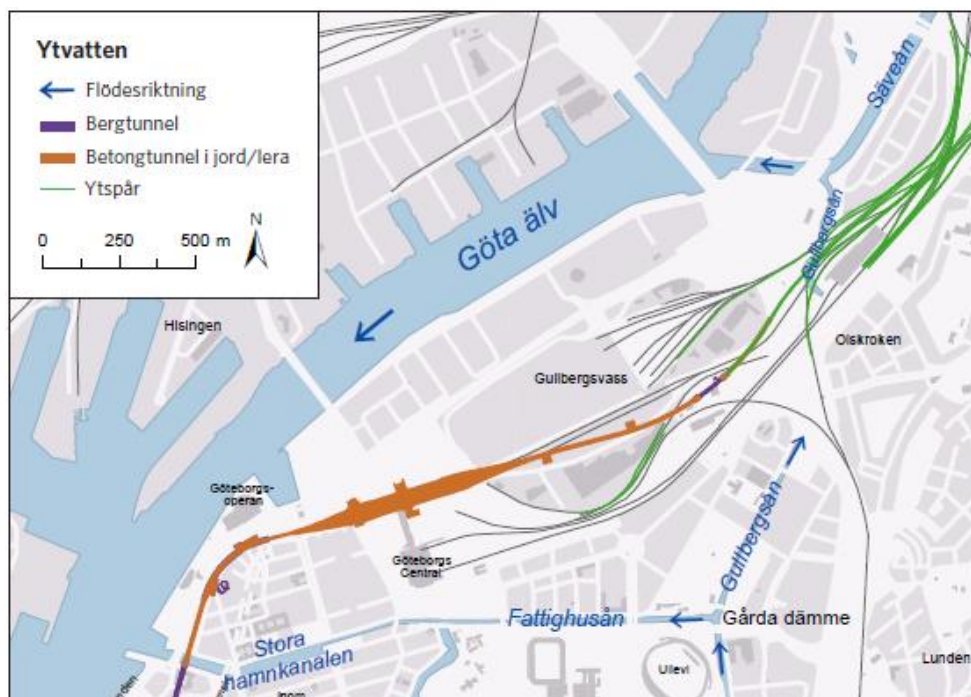 Ytvatten
Flödesriktning
Bergtunnel
Betongtunnel i jord/lera
Ytspår
N
0 250 500 m
Säveån
Göta älv
Gullbergsån
Hisingen
Olskroken
Gullbergsvass
Göteborgs-
operan
Göteborgs
Central
Gullbergsån
Fattighusån
Gårda dämme
Stora
hamnkanalen
Ullevi
Lunden